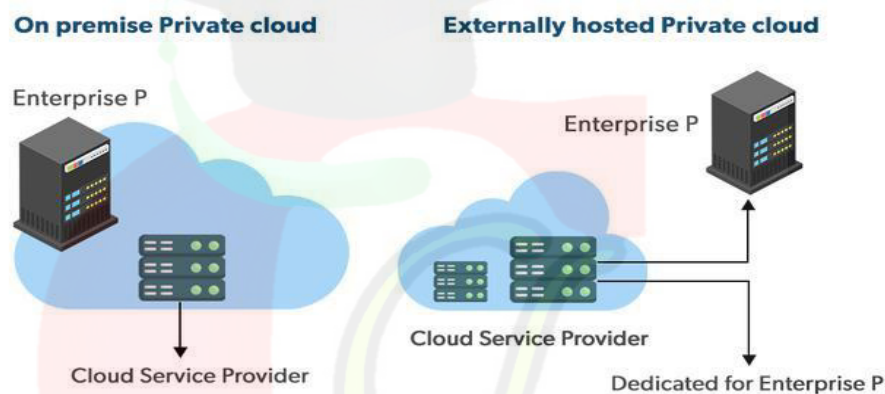 On premise Private cloud
Externally hosted Private cloud
Enterprise P
Enterprise P
Cloud Service Provider
Cloud Service Provider
Dedicated for Enterprise P